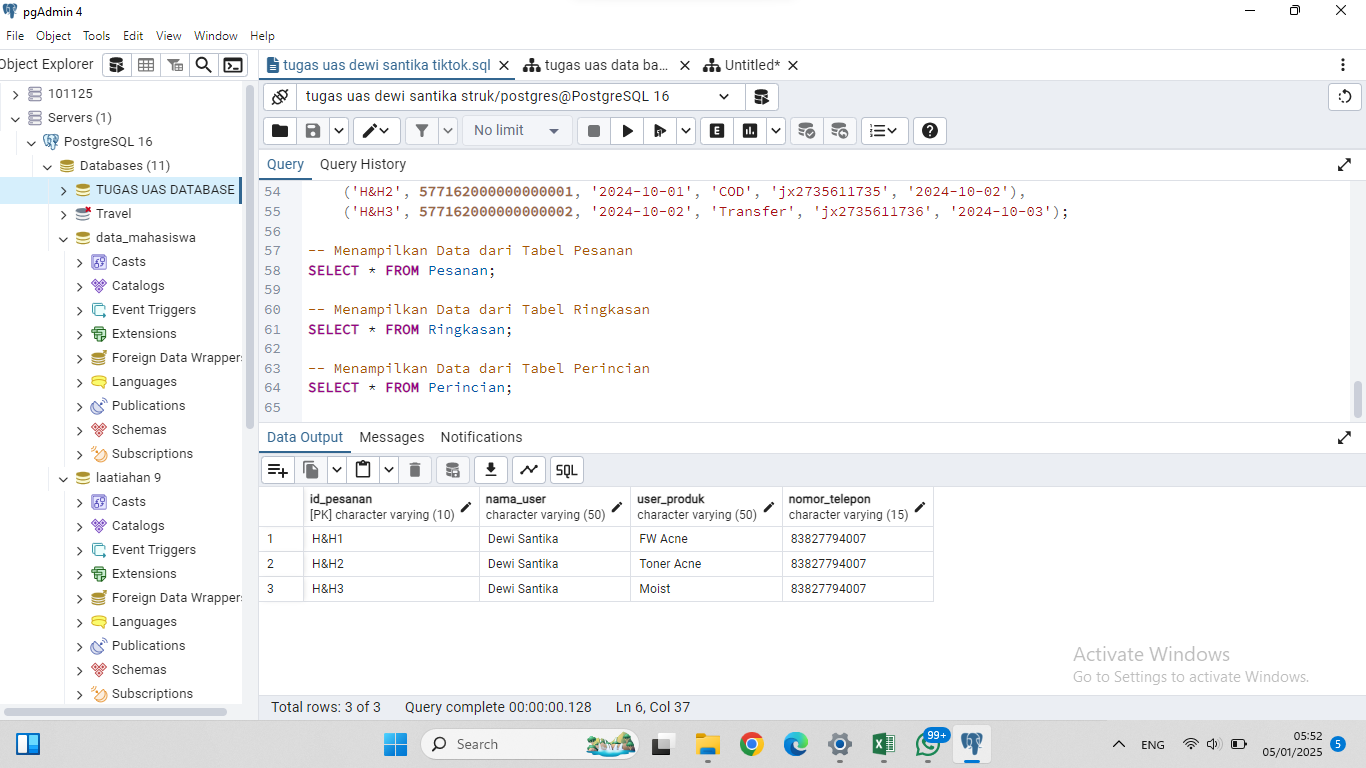 pgAdmin 4
File Object Tools Edit View Window Help
Object Explorer
tugas uas dewi santika tiktok.sql
tugas uas data ba...
Untitled*
101125
Servers (1)
PostgreSQL 16
Databases (11)
TUGAS UAS DATABASE
Travel
data_mahasiswa
Casts
Catalogs
Event Triggers
Extensions
Foreign Data Wrapper
Languages
Publications
Schemas
Subscriptions
laatiahan 9
Casts
Catalogs
Event Triggers
Extensions
Foreign Data Wrapper
Languages
Publications
Schemas
Subscriptions
tugas uas dewi santika struk/postgres@PostgreSQL 16
No limit
E
Query Query History
54 ('H&H2', 577162000000000001, '2024-10-01', 'COD', 'jx2735611735', '2024-10-02'),
55 ('H&H3', 577162000000000002, '2024-10-02', 'Transfer', 'jx2735611736', '2024-10-03');
56
57 -- Menampilkan Data dari Tabel Pesanan
58 SELECT * FROM Pesanan;
59
60 -- Menampilkan Data dari Tabel Ringkasan
61 SELECT * FROM Ringkasan;
62
63 -- Menampilkan Data dari Tabel Perincian
64 SELECT * FROM Perincian;
65
Data Output Messages Notifications
SQL
id_pesanan nama_user user_produk nomor_telepon
[PK] character varying (10) character varying (50) character varying (50) character varying (15)
1 H&H1 Dewi Santika FW Acne 83827794007
2 H&H2 Dewi Santika Toner Acne 83827794007
3 H&H3 Dewi Santika Moist 83827794007
Activate Windows
Go to Settings to activate Windows.
Total rows: 3 of 3 Query complete 00:00:00.128 Ln 6, Col 37
Search
99+
ENG
05:52
05/01/2025
5